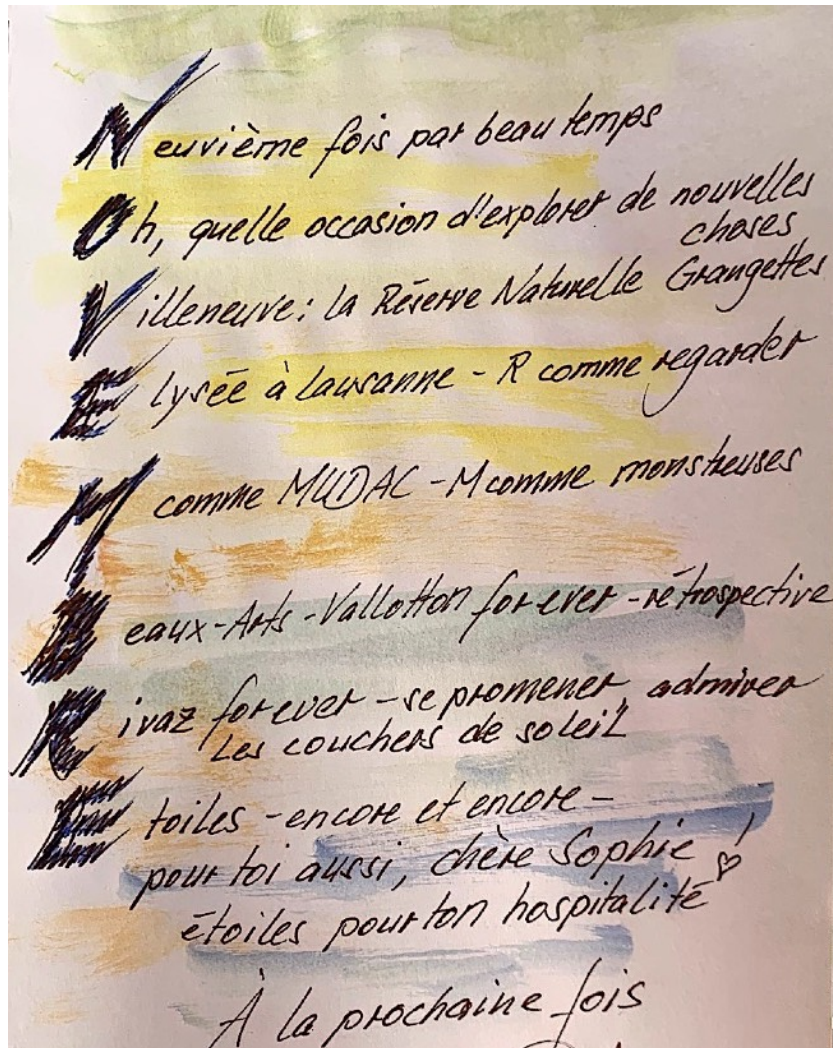 Neuvième fois par beau temps
Oh, quelle occasion d'explorer de nouvelles
choses
Villeneuve: la Réserve Naturelle Grangettes
Elysée à Lausanne - R comme regarder
M comme MUDAC - M comme monstreuses
Beaux-Arts - Vallotton forever - rétrospective
Rivaz forever - se promener, admirer
les couchers de soleil
Etoiles - encore et encore -
pour toi aussi, chère Sophie !
étoiles pour ton hospitalité
À la prochaine fois